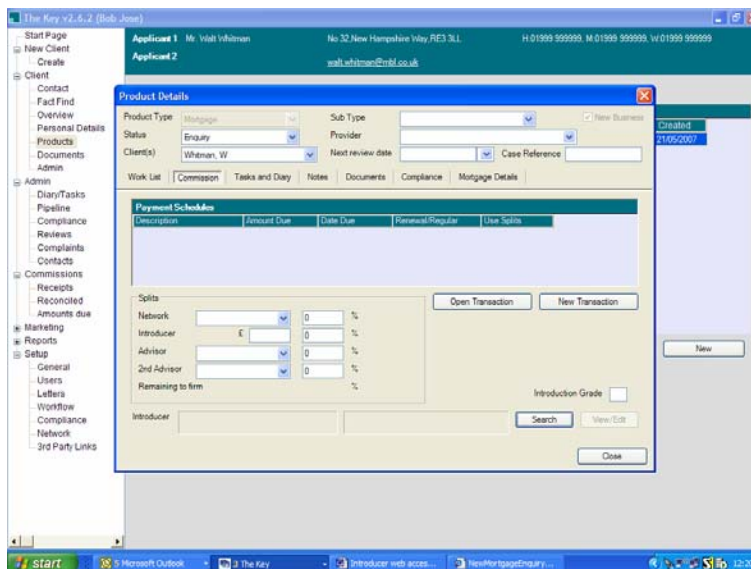 The Key v2.6.2 (Bob Jose)
Start Page
New Client
Create
Client
Contact
Fact Find
Overview
Personal Details
Products
Documents
Admin
Admin
Diary/Tasks
Pipeline
Compliance
Reviews
Complaints
Contacts
Commissions
Receipts
Reconciled
Amounts due
Marketing
Reports
Setup
General
Users
Letters
Workflow
Compliance
Network
3rd Party Links
Applicant 1 Mr. Walt Whitman No 32,New Hampshire Way,RE3 3LL H:01999 999999, M:01999 999999, W:01999 999999
Applicant 2 walt.whitman@mbl.co.uk
Product Details
Product Type Mortgage Sub Type New Business
Status Enquiry Provider
Client(s) Whitman, W Next review date Case Reference
Work List Commission Tasks and Diary Notes Documents Compliance Mortgage Details
Payment Schedules
Description Amount Due Date Due Renewal/Regular Use Splits
Splits
Open Transaction New Transaction
Network 0 %
Introducer £ 0 %
Advisor 0 %
2nd Advisor 0 %
Remaining to firm %
Introduction Grade
Introducer Search View/Edit
Close
Created
21/05/2007
New
start 5 Microsoft Outlook 3 The Key Introducer web acces... NewMortgageEnquiry...